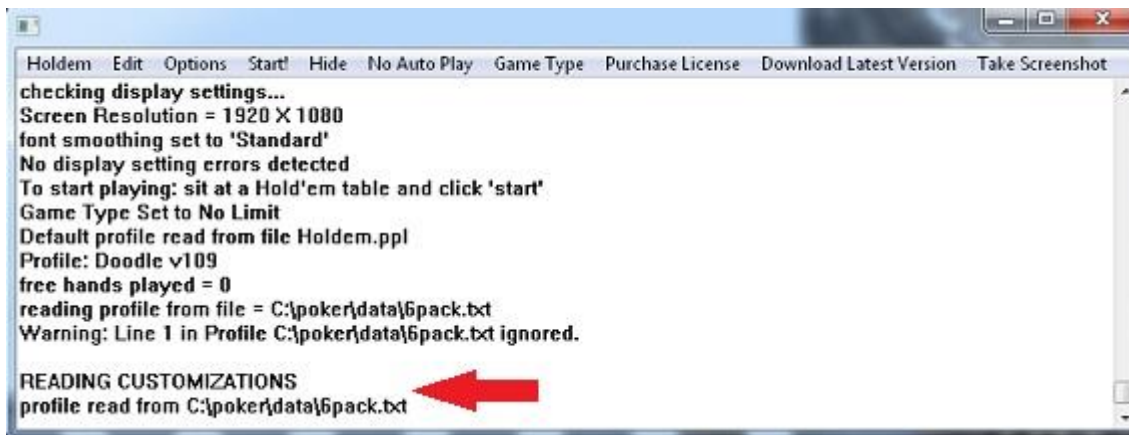 Holdem Edit Options Start! Hide No Auto Play Game Type Purchase License Download Latest Version Take Screenshot
checking display settings...
Screen Resolution = 1920 X 1080
font smoothing set to 'Standard'
No display setting errors detected
To start playing: sit at a Hold'em table and click 'start'
Game Type Set to No Limit
Default profile read from file Holdem.ppl
Profile: Doodle v109
free hands played = 0
reading profile from file = C:\poker\data\6pack.txt
Warning: Line 1 in Profile C:\poker\data\6pack.txt ignored.
READING CUSTOMIZATIONS
profile read from C:\poker\data\6pack.txt